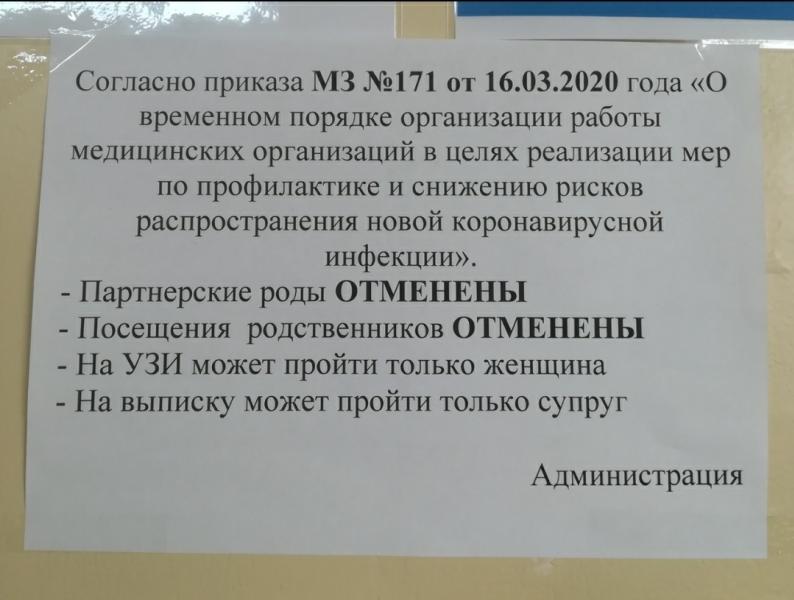 Согласно приказа МЗ №171 от 16.03.2020 года «О
временном порядке организации работы
медицинских организаций в целях реализации мер
по профилактике и снижению рисков
распространения новой коронавирусной
инфекции».
- Партнерские роды ОТМЕНЕНЫ
- Посещения родственников ОТМЕНЕНЫ
- На УЗИ может пройти только женщина
- На выписку может пройти только супруг
Администрация